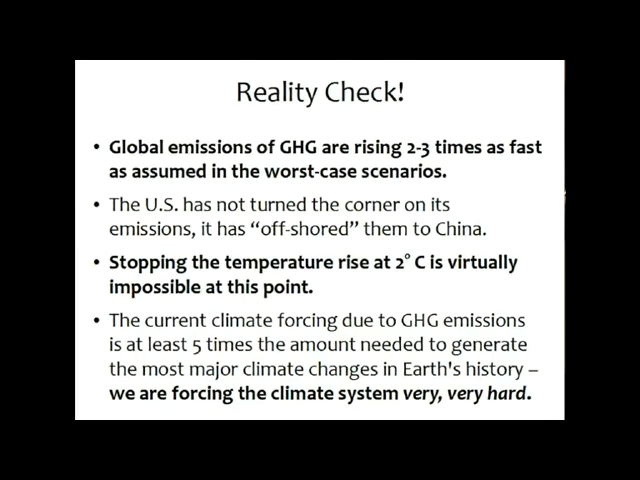 Reality Check!
• Global emissions of GHG are rising 2-3 times as fast
as assumed in the worst-case scenarios.
• The U.S. has not turned the corner on its
emissions, it has “off-shored” them to China.
• Stopping the temperature rise at 2° C is virtually
impossible at this point.
• The current climate forcing due to GHG emissions
is at least 5 times the amount needed to generate
the most major climate changes in Earth's history –
we are forcing the climate system very, very hard.